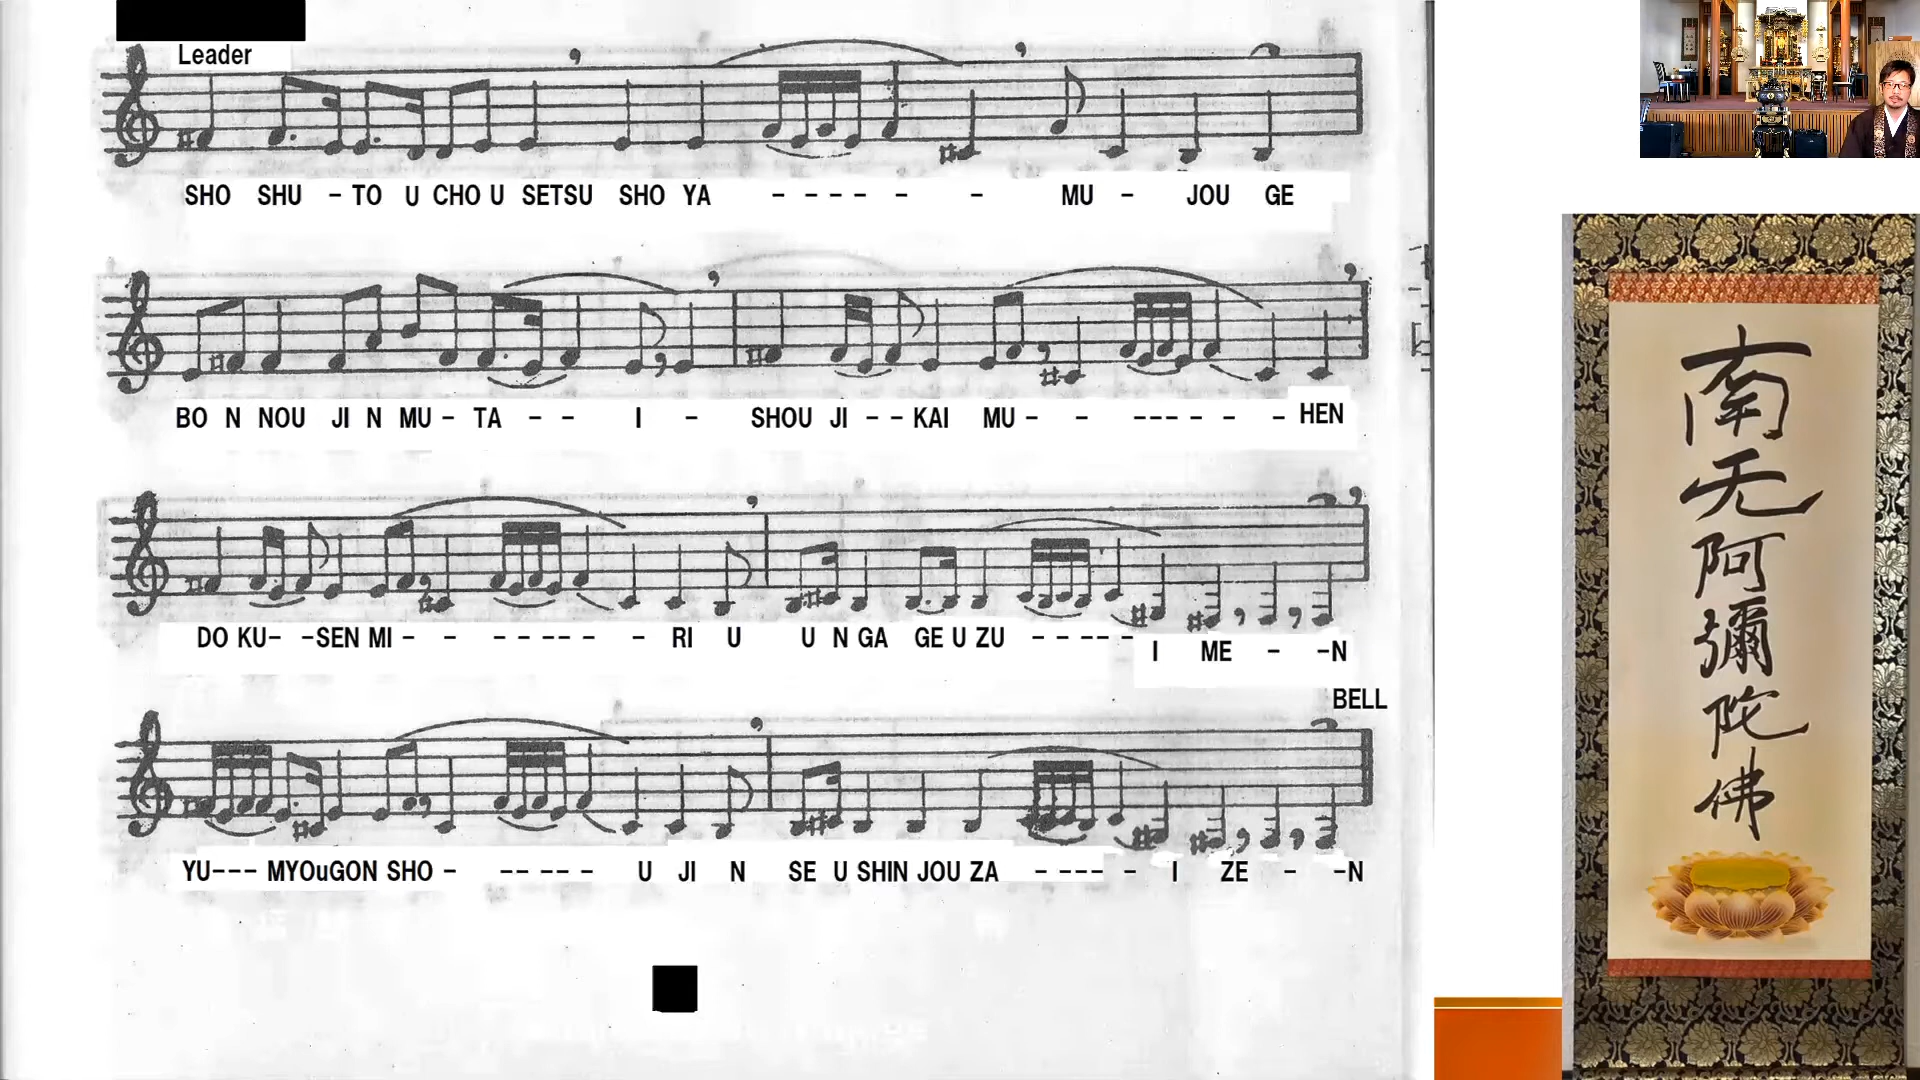 Leader
SHO SHU - TO U CHO U SETSU SHO YA - - - - - - - MU - JOU GE
BO N NOU JI N MU - TA - - I - SHOU JI - - KAI MU - - - - - - - - - HEN
DO KU - - SEN MI - - - - - - - - RI U U N GA GE U ZU - - - - - I ME - - N
BELL
YU - - - MYOuGON SHO - - - - - - U JI N SE U SHIN JOU ZA - - - - - I ZE - - N
南
无
阿
彌
陀
佛